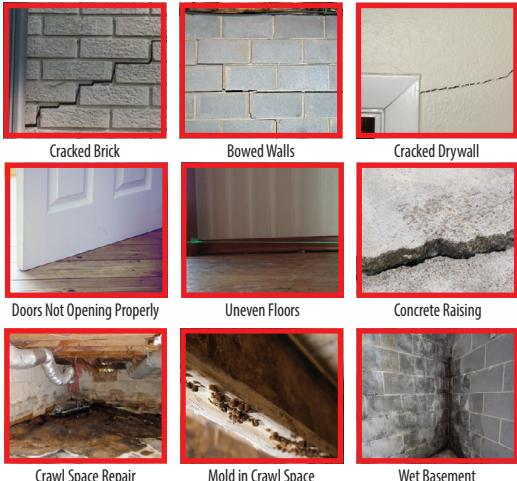 Cracked Brick
Bowed Walls
Cracked Drywall
Doors Not Opening Properly
Uneven Floors
Concrete Raising
Crawl Space Repair
Mold in Crawl Space
Wet Basement